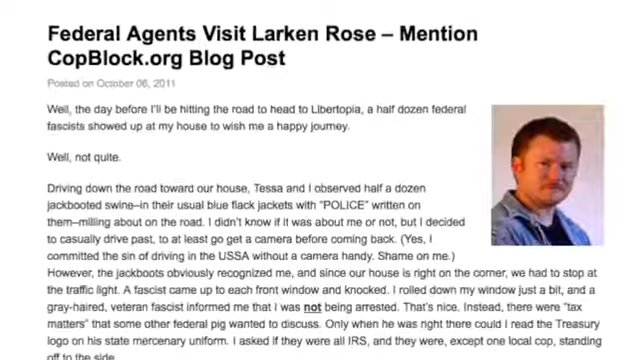 Federal Agents Visit Larken Rose – Mention
CopBlock.org Blog Post
Posted on October 06, 2011
Well, the day before I'll be hitting the road to head to Libertopia, a half dozen federal
fascists showed up at my house to wish me a happy journey.
Well, not quite.
Driving down the road toward our house, Tessa and I observed half a dozen
jackbooted swine–in their usual blue flack jackets with "POLICE" written on
them–milling about on the road. I didn't know if it was about me or not, but I decided
to casually drive past, to at least go get a camera before coming back. (Yes, I
committed the sin of driving in the USSA without a camera handy. Shame on me.)
However, the jackboots obviously recognized me, and since our house is right on the corner, we had to stop at
the traffic light. A fascist came up to each front window and knocked. I rolled down my window just a bit, and a
gray-haired, veteran fascist informed me that I was not being arrested. That's nice. Instead, there were "tax
matters" that some other federal pig wanted to discuss. Only when he was right there could I read the Treasury
logo on his state mercenary uniform. I asked if they were all IRS, and they were, except one local cop, standing
off to the side.